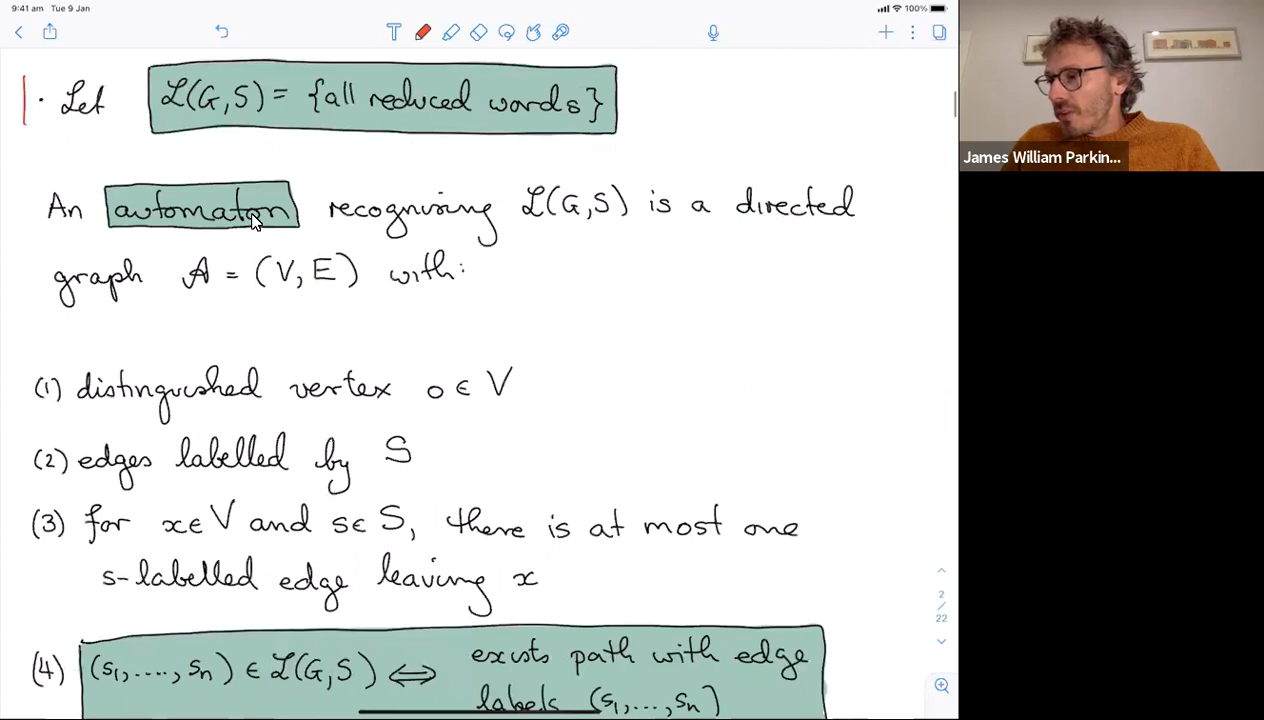 9:41 am Tue 9 Jan
100%
· Let L(G,S) = {all reduced words}
An automaton recognising L(G,S) is a directed
graph A = (V, E) with:
(1) distinguished vertex o ∈ V
(2) edges labelled by S
(3) for x ∈ V and s ∈ S, there is at most one
s-labelled edge leaving x
(4) (s₁, ...., sₙ) ∈ L(G,S) ⟺ exists path with edge
labels (s₁, ..., sₙ)
2
/
22
James William Parkin...